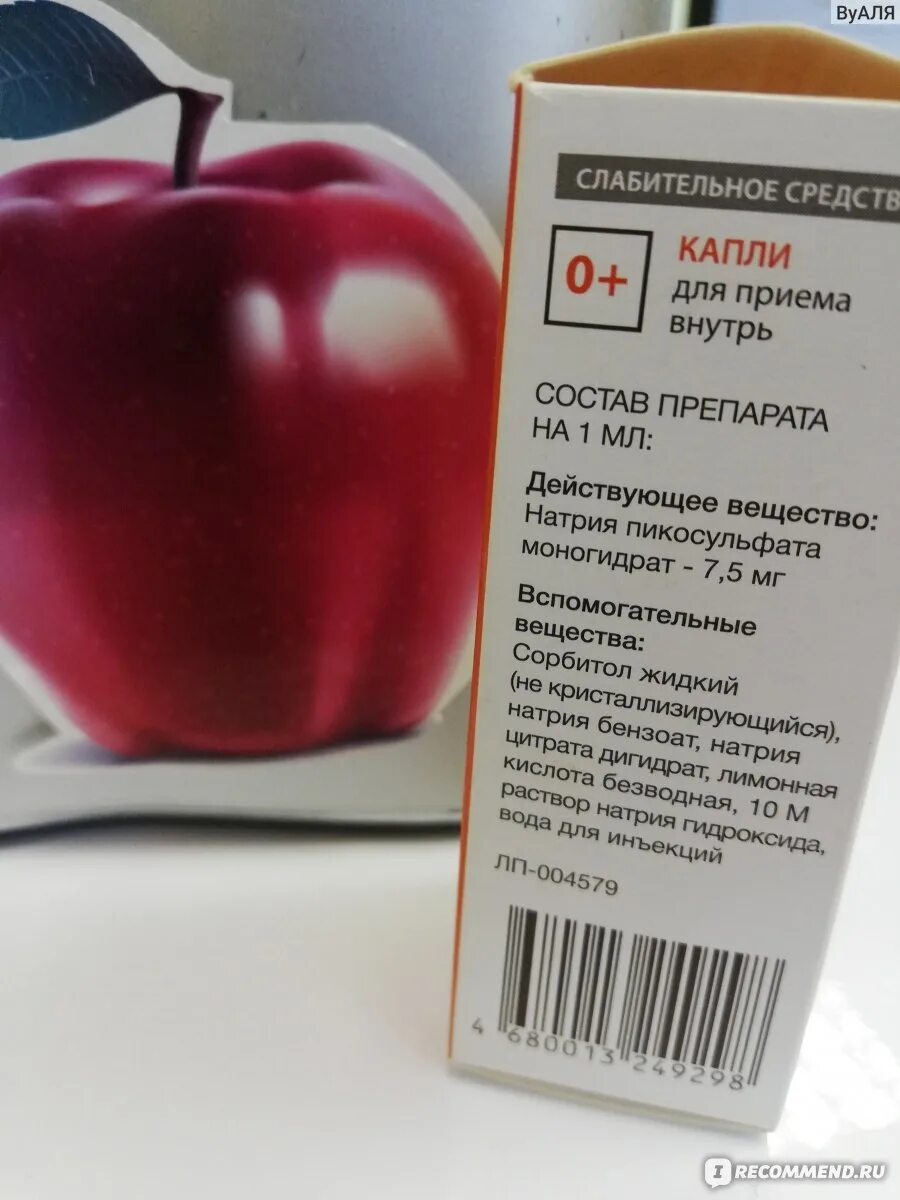 ВуАЛЯ
СЛАБИТЕЛЬНОЕ СРЕДСТВ
0+
КАПЛИ
для приема
внутрь
СОСТАВ ПРЕПАРАТА
НА 1 МЛ:
Действующее вещество:
Натрия пикосульфата
моногидрат - 7,5 мг
Вспомогательные
вещества:
Сорбитол жидкий
(не кристаллизирующийся),
натрия бензоат, натрия
цитрата дигидрат, лимонная
кислота безводная, 10 М
раствор натрия гидроксида,
вода для инъекций
ЛП-004579
4 680013 249298
IRECOMMEND.RU